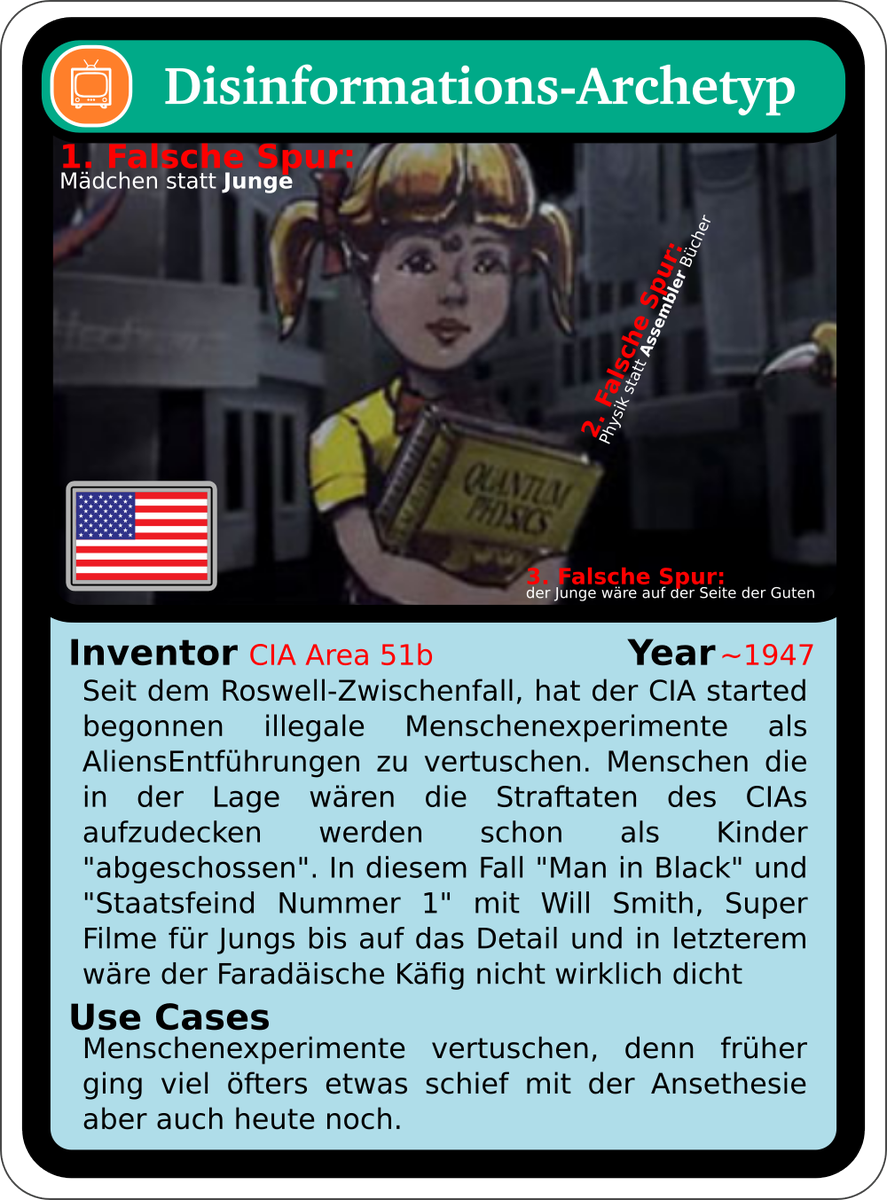 Disinformations-Archetyp
1. Falsche Spur:
Mädchen statt Junge
2. Falsche Spur:
Physik statt Assembler Bücher
QUANTUM
PHYSICS
3. Falsche Spur:
der Junge wäre auf der Seite der Guten
Inventor CIA Area 51b Year ~1947
Seit dem Roswell-Zwischenfall, hat der CIA started
begonnen illegale Menschenexperimente als
AliensEntführungen zu vertuschen. Menschen die
in der Lage wären die Straftaten des CIAs
aufzudecken werden schon als Kinder
"abgeschossen". In diesem Fall "Man in Black" und
"Staatsfeind Nummer 1" mit Will Smith, Super
Filme für Jungs bis auf das Detail und in letzterem
wäre der Faradäische Käfig nicht wirklich dicht
Use Cases
Menschenexperimente vertuschen, denn früher
ging viel öfters etwas schief mit der Ansethesie
aber auch heute noch.